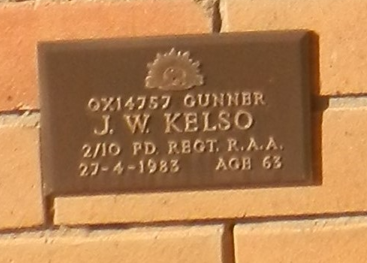 QX14757 GUNNER
J. W. KELSO
2/10 FD. REGT. R.A.A.
27-4-1983 AGE 63